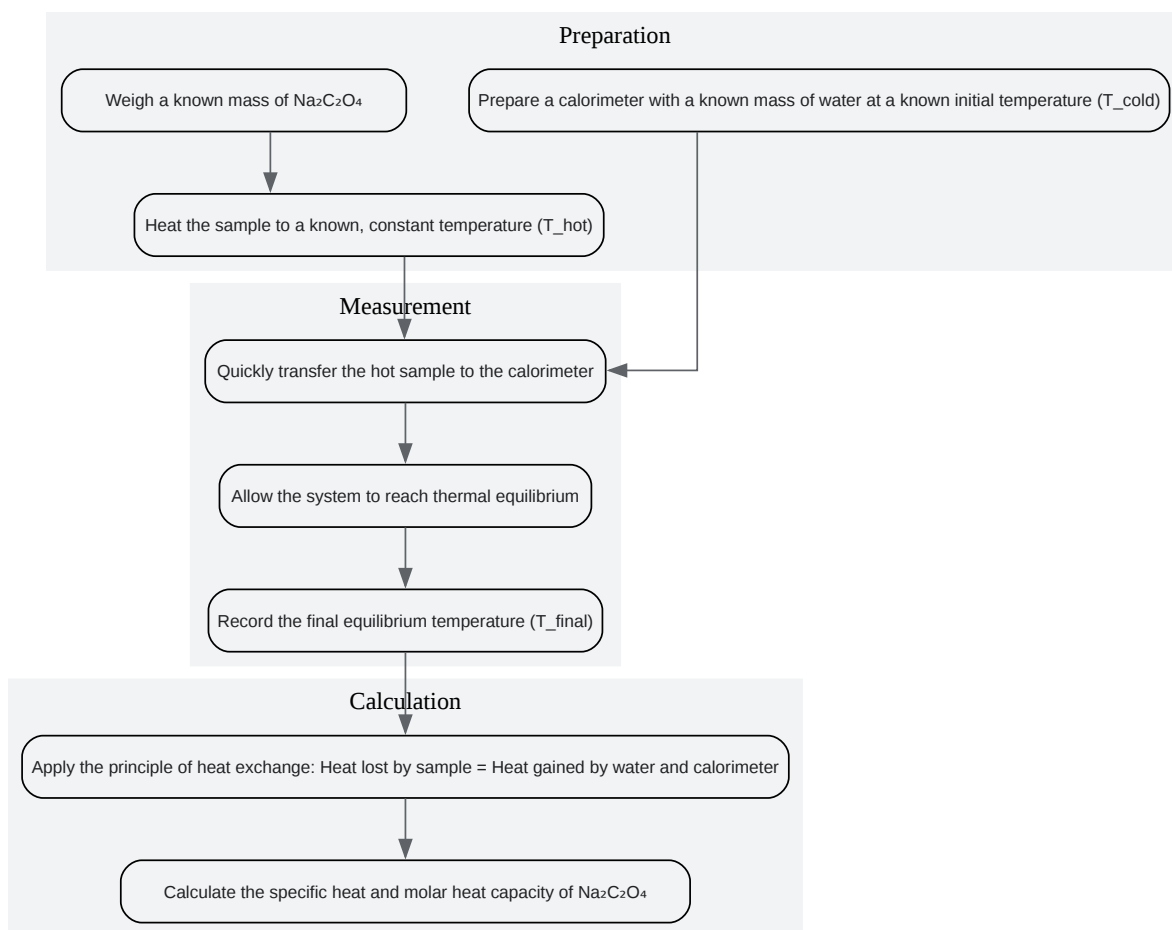 Preparation
Weigh a known mass of Na₂C₂O₄
Prepare a calorimeter with a known mass of water at a known initial temperature (T_cold)
Heat the sample to a known, constant temperature (T_hot)
Measurement
Quickly transfer the hot sample to the calorimeter
Allow the system to reach thermal equilibrium
Record the final equilibrium temperature (T_final)
Calculation
Apply the principle of heat exchange: Heat lost by sample = Heat gained by water and calorimeter
Calculate the specific heat and molar heat capacity of Na₂C₂O₄